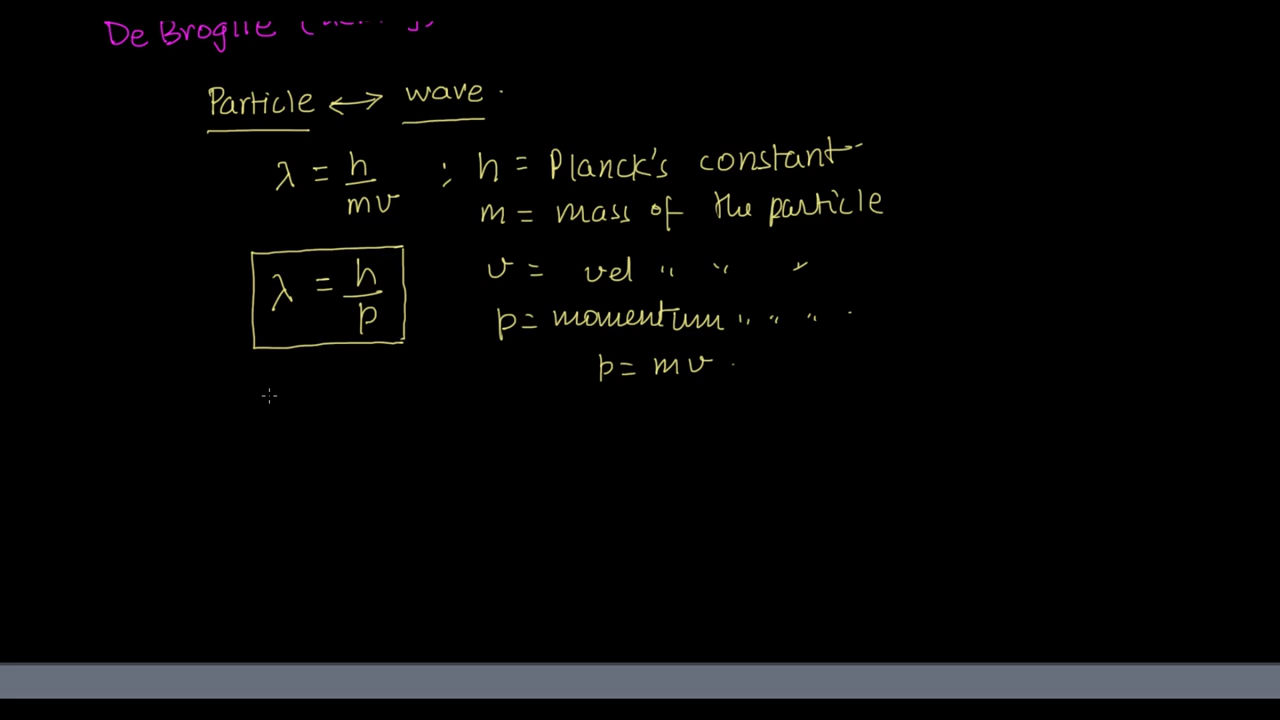 De Broglie
Particle ↔ wave.
λ = h/mv ; h = Planck's constant
m = mass of the particle
λ = h/p
v = vel " " "
p = momentum " " " .
p = mv .